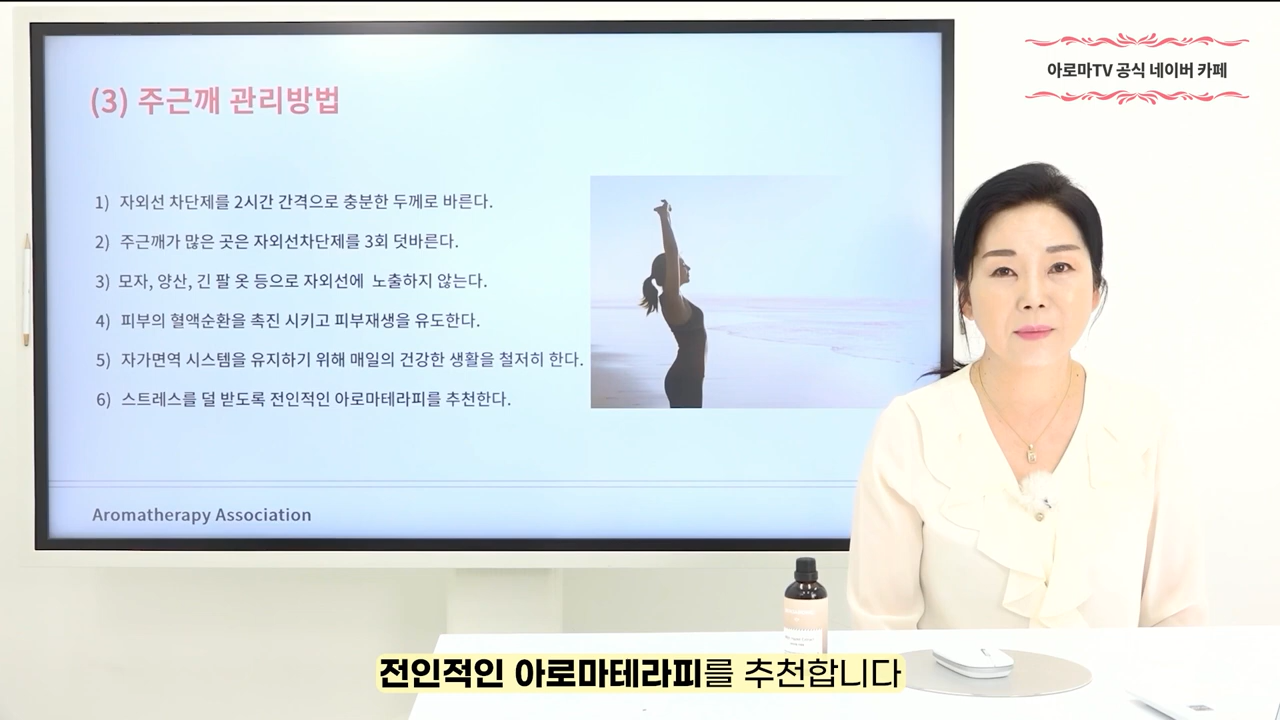 아로마TV 공식 네이버 카페
(3) 주근깨 관리방법
1) 자외선 차단제를 2시간 간격으로 충분한 두께로 바른다.
2) 주근깨가 많은 곳은 자외선차단제를 3회 덧바른다.
3) 모자, 양산, 긴 팔 옷 등으로 자외선에 노출하지 않는다.
4) 피부의 혈액순환을 촉진 시키고 피부재생을 유도한다.
5) 자가면역 시스템을 유지하기 위해 매일의 건강한 생활을 철저히 한다.
6) 스트레스를 덜 받도록 전인적인 아로마테라피를 추천한다.
Aromatherapy Association
전인적인 아로마테라피를 추천합니다